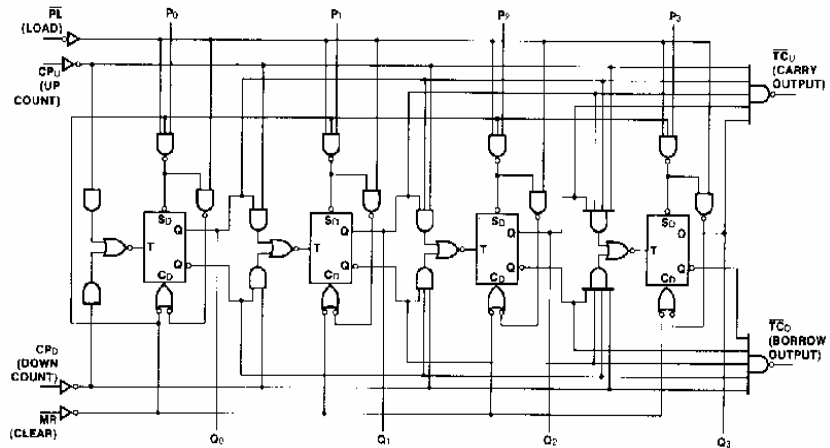 PL
(LOAD)
P0
P1
P2
P3
CPU
(UP
COUNT)
TCU
(CARRY
OUTPUT)
SD
Q
T
Q
CD
SD
Q
T
Q
CD
SD
Q
T
Q
CD
SD
T
Q
CD
CPD
(DOWN
COUNT)
TCD
(BORROW
OUTPUT)
MR
(CLEAR)
Q0
Q1
Q2
Q3